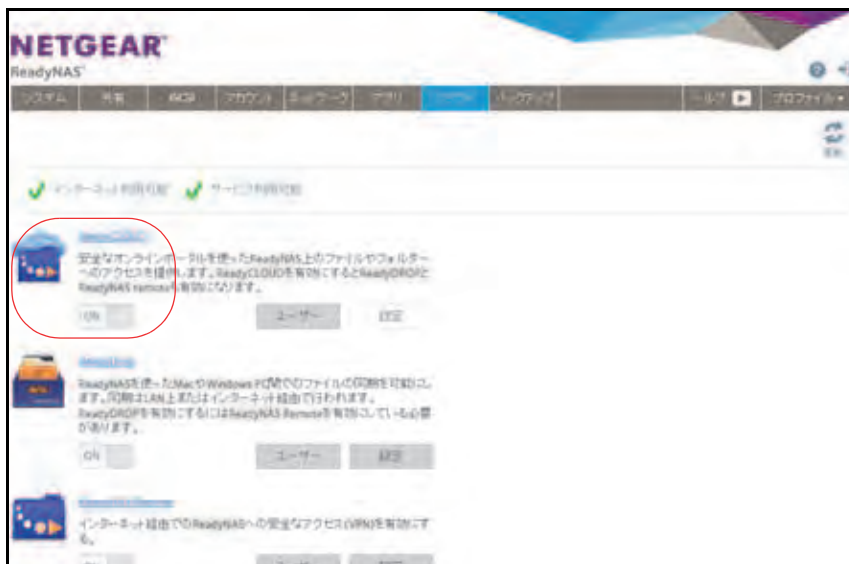 NETGEAR®
ReadyNAS®
システム 共有 iSCSI アカウント ネットワーク アプリ クラウド バックアップ ヘルプ プロファイル
更新
インターネット利用可能 サービス利用可能
ReadyCLOUD
安全なオンラインポータルを使ったReadyNAS上のファイルやフォルダー
へのアクセスを提供します。ReadyCLOUDを有効にするとReadyDROPと
ReadyNAS remoteも有効になります。
ON ユーザー 設定
ReadyDROP
ReadyNASを使ったMacやWindows PC間でのファイルの同期を可能にし
ます。同期はLAN上またはインターネット経由で行われます。
ReadyDROPを有効にするにはReadyNAS Remoteを有効にしている必要
があります。
ON ユーザー 設定
ReadyNAS Remote
インターネット経由でのReadyNASへの安全なアクセス(VPN)を有効にす
る。
ON ユーザー 設定